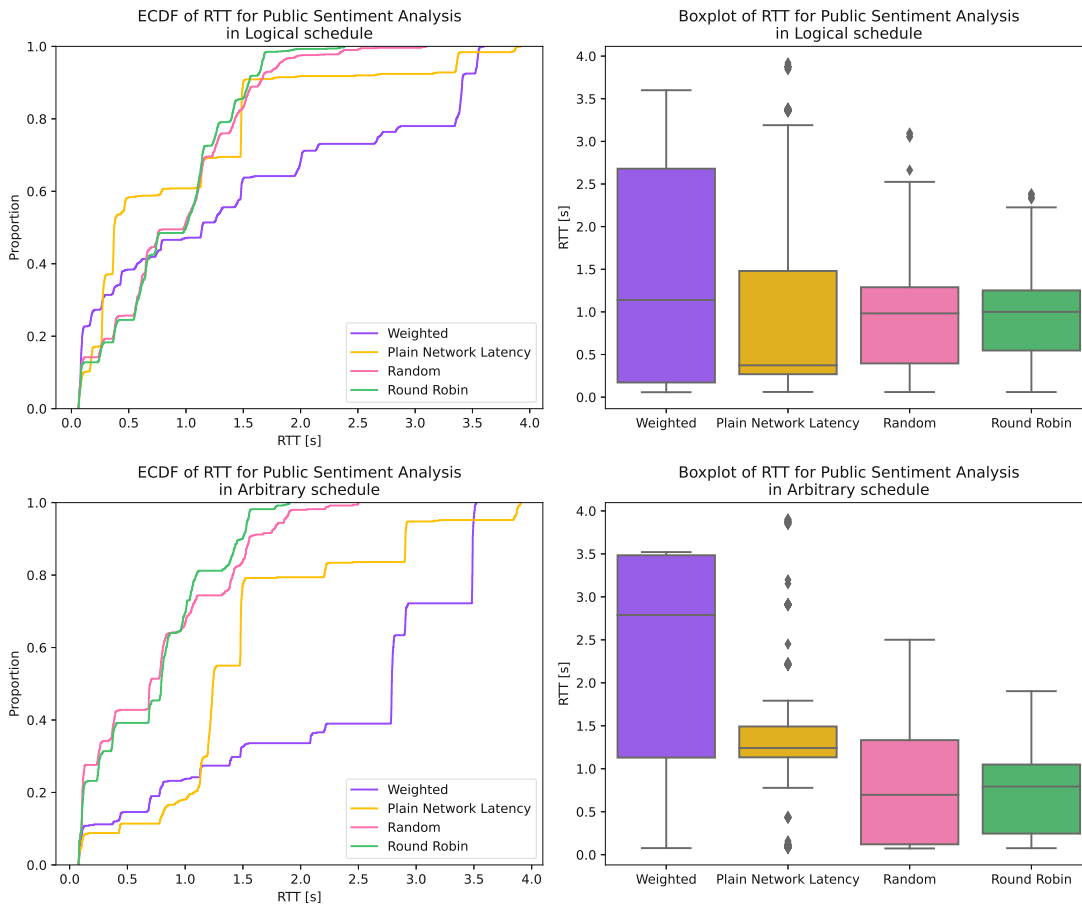 ECDF of RTT for Public Sentiment Analysis
in Logical schedule
Proportion
1.0
0.8
0.6
0.4
0.2
0.0
0.0 0.5 1.0 1.5 2.0 2.5 3.0 3.5 4.0
RTT [s]
Weighted
Plain Network Latency
Random
Round Robin
Boxplot of RTT for Public Sentiment Analysis
in Logical schedule
RTT [s]
4.0
3.5
3.0
2.5
2.0
1.5
1.0
0.5
0.0
Weighted Plain Network Latency Random Round Robin
ECDF of RTT for Public Sentiment Analysis
in Arbitrary schedule
Proportion
1.0
0.8
0.6
0.4
0.2
0.0
0.0 0.5 1.0 1.5 2.0 2.5 3.0 3.5 4.0
RTT [s]
Weighted
Plain Network Latency
Random
Round Robin
Boxplot of RTT for Public Sentiment Analysis
in Arbitrary schedule
RTT [s]
4.0
3.5
3.0
2.5
2.0
1.5
1.0
0.5
0.0
Weighted Plain Network Latency Random Round Robin